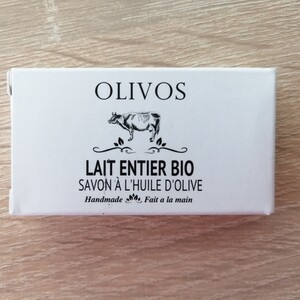 OLIVOS
LAIT ENTIER BIO
SAVON À L'HUILE D'OLIVE
Handmade Fait a la main